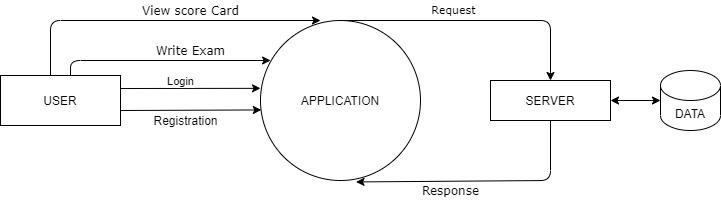 View score Card
Request
Write Exam
Login
USER
APPLICATION
SERVER
DATA
Registration
Response